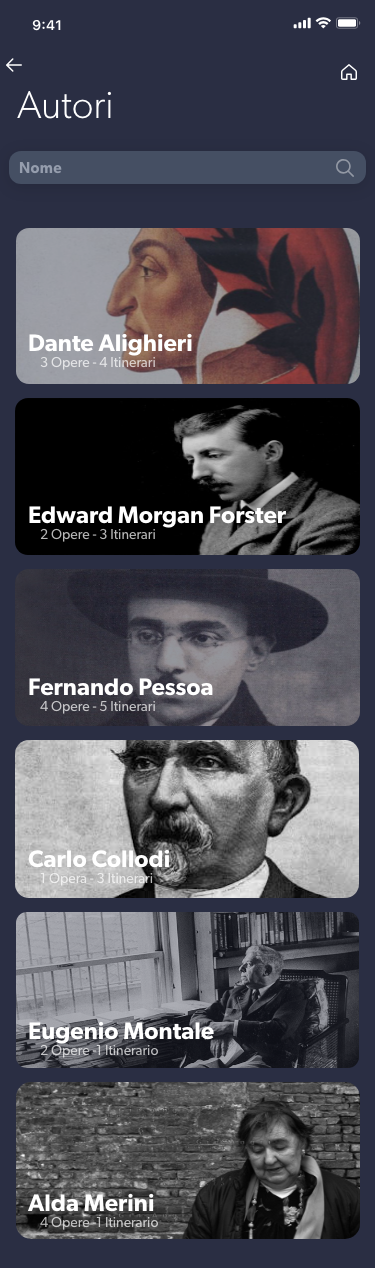 9:41
Autori
Nome
Dante Alighieri
3 Opere - 4 Itinerari
Edward Morgan Forster
2 Opere - 3 Itinerari
Fernando Pessoa
4 Opere - 5 Itinerari
Carlo Collodi
1 Opera - 3 Itinerari
Eugenio Montale
2 Opere -1 Itinerario
Alda Merini
4 Opere-1 Itinerario